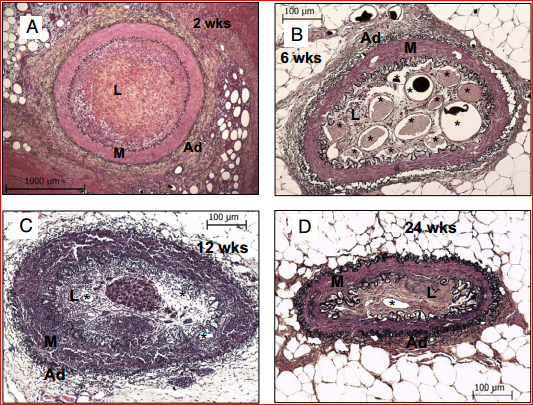 A
2 wks
L
M
Ad
1000 μm
100 μm
B
Ad
M
6 wks
L
* * * * * * * * * * *
C
100 μm
12 wks
L *
*
*
M
Ad
D
24 wks
M
L
*
Ad
100 μm